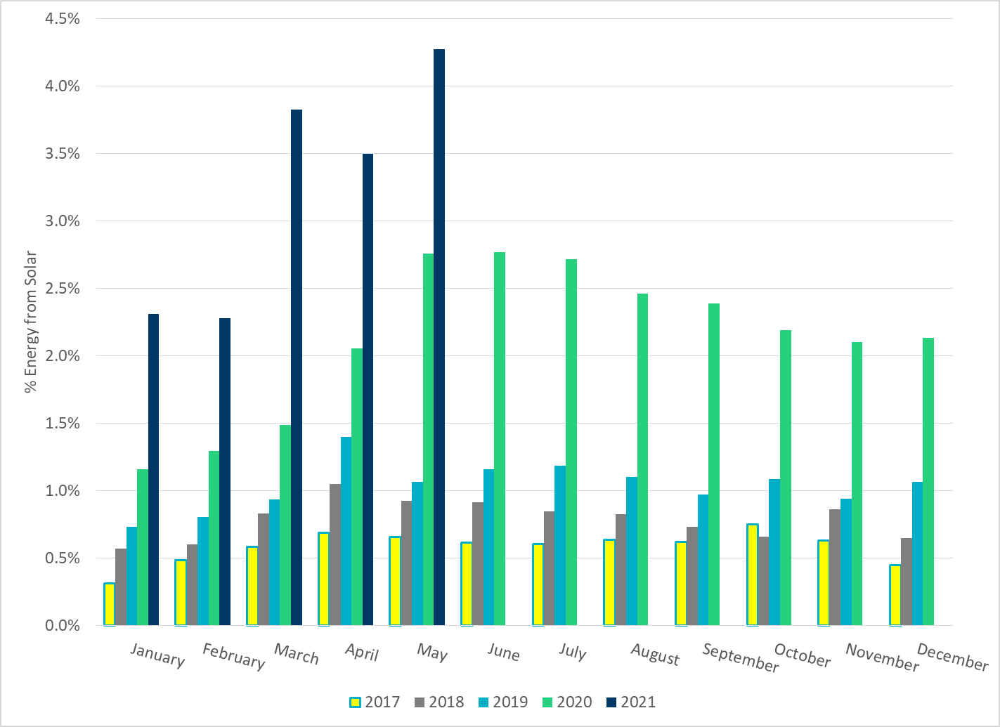 4.5%
4.0%
3.5%
3.0%
2.5%
2.0%
1.5%
1.0%
0.5%
0.0%
% Energy from Solar
January
February
March
April
May
June
July
August
September
October
November
December
2017 2018 2019 2020 2021